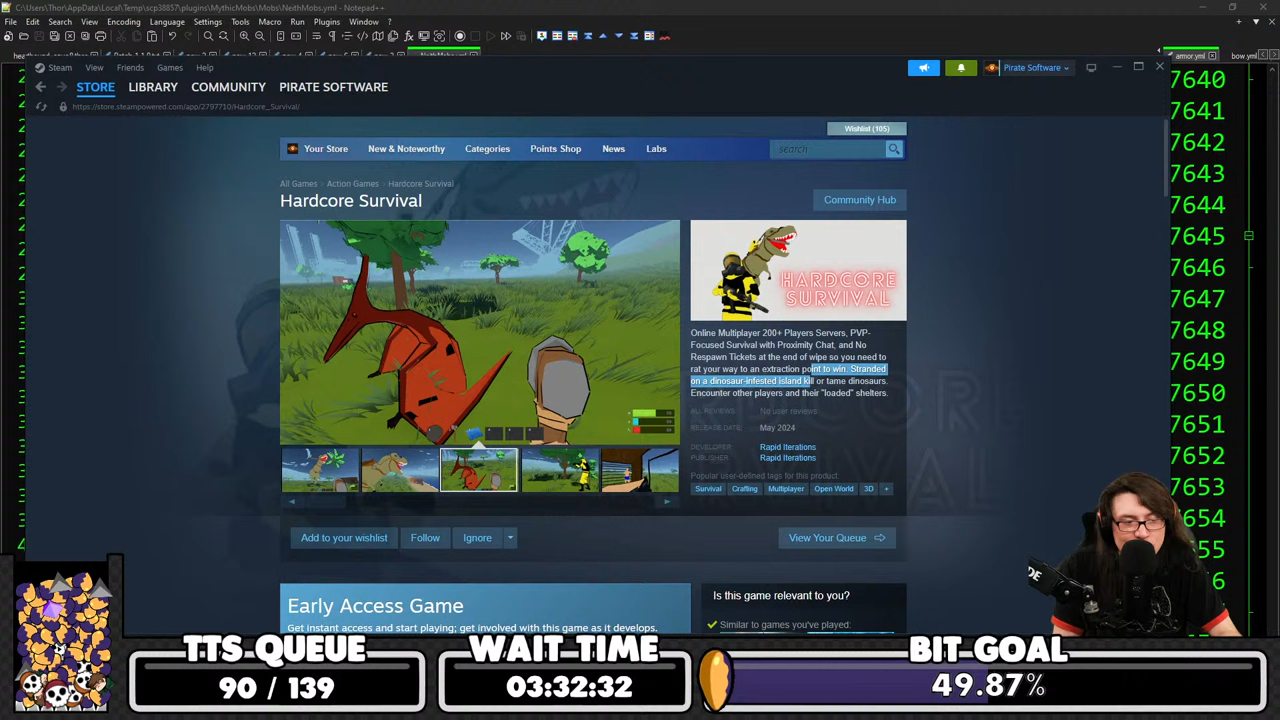 C:\Users\Thor\AppData\Local\Temp\scp38857\plugins\MythicMobs\Mobs\NeithMobs.yml - Notepad++
File Edit Search View Encoding Language Settings Tools Macro Run Plugins Window ?
armor.yml bow.yml
Steam View Friends Games Help
Pirate Software
STORE LIBRARY COMMUNITY PIRATE SOFTWARE
https://store.steampowered.com/app/2797710/Hardcore_Survival/
Wishlist (105)
Your Store New & Noteworthy Categories Points Shop News Labs search
All Games Action Games Hardcore Survival
Hardcore Survival
Community Hub
HARDCORE
SURVIVAL
Online Multiplayer 200+ Players Servers, PVP-
Focused Survival with Proximity Chat, and No
Respawn Tickets at the end of wipe so you need to
rat your way to an extraction point to win. Stranded
on a dinosaur-infested island kill or tame dinosaurs.
Encounter other players and their "loaded" shelters.
ALL REVIEWS: No user reviews
RELEASE DATE: May 2024
DEVELOPER: Rapid Iterations
PUBLISHER: Rapid Iterations
Popular user-defined tags for this product:
Survival Crafting Multiplayer Open World 3D +
Add to your wishlist Follow Ignore View Your Queue
Early Access Game
Get instant access and start playing; get involved with this game as it develops.
Is this game relevant to you?
Similar to games you've played:
7640
7641
7642
7643
7644
7645
7646
7647
7648
7649
7650
7651
7652
7653
7654
TTS QUEUE
90 / 139
WAIT TIME
03:32:32
BIT GOAL
49.87%